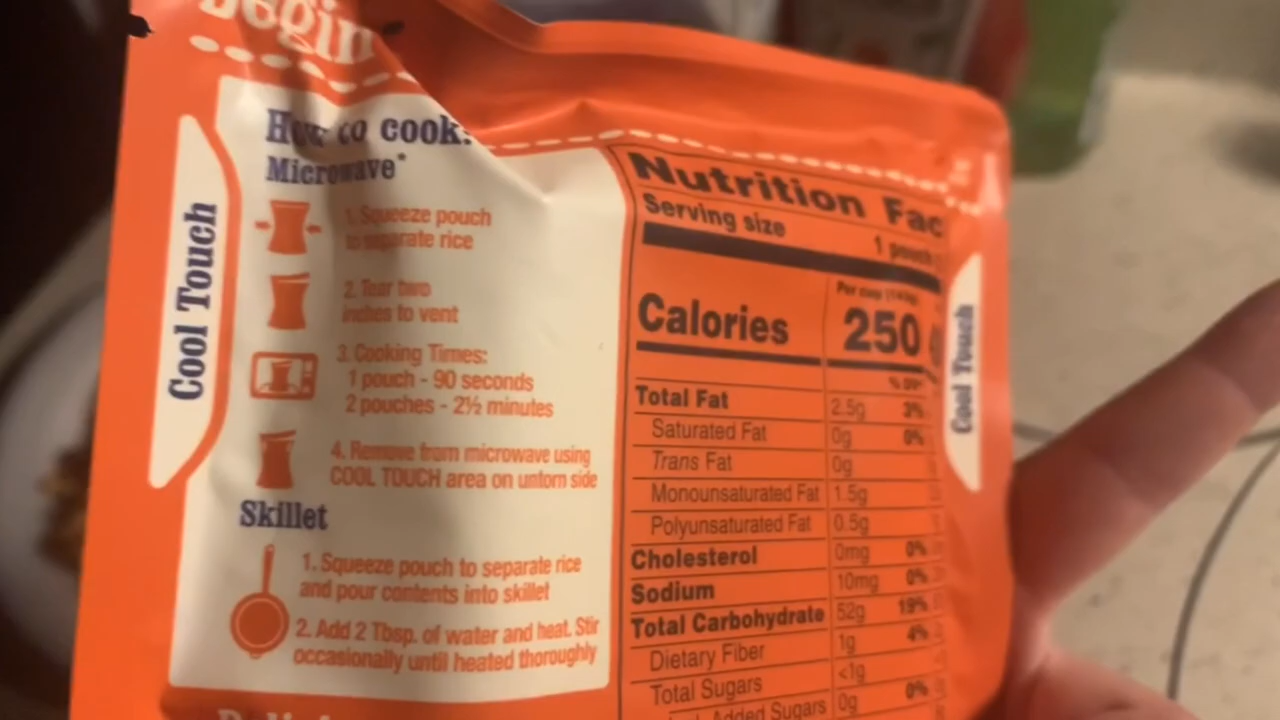 Begin
How to cook:
Microwave*
1. Squeeze pouch
to separate rice
2. Tear two
inches to vent
3. Cooking Times:
1 pouch - 90 seconds
2 pouches - 2½ minutes
4. Remove from microwave using
COOL TOUCH area on untorn side
Skillet
1. Squeeze pouch to separate rice
and pour contents into skillet
2. Add 2 Tbsp. of water and heat. Stir
occasionally until heated thoroughly
Cool Touch
Nutrition Fac
Serving size 1 pouch
Calories 250
% DV*
Total Fat 2.5g 3%
Saturated Fat 0g 0%
Trans Fat 0g
Monounsaturated Fat 1.5g
Polyunsaturated Fat 0.5g
Cholesterol 0mg 0%
Sodium 10mg 0%
Total Carbohydrate 52g 19%
Dietary Fiber 1g 4%
Total Sugars <1g
Added Sugars 0g 0%
Cool Touch